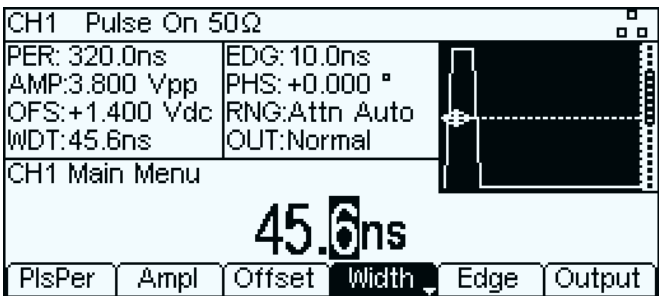 CH1 Pulse On 50Ω
PER: 320.0ns
AMP:3.800 Vpp
OFS:+1.400 Vdc
WDT:45.6ns
EDG:10.0ns
PHS:+0.000 °
RNG:Attn Auto
OUT:Normal
CH1 Main Menu
45.6ns
PlsPer Ampl Offset Width Edge Output